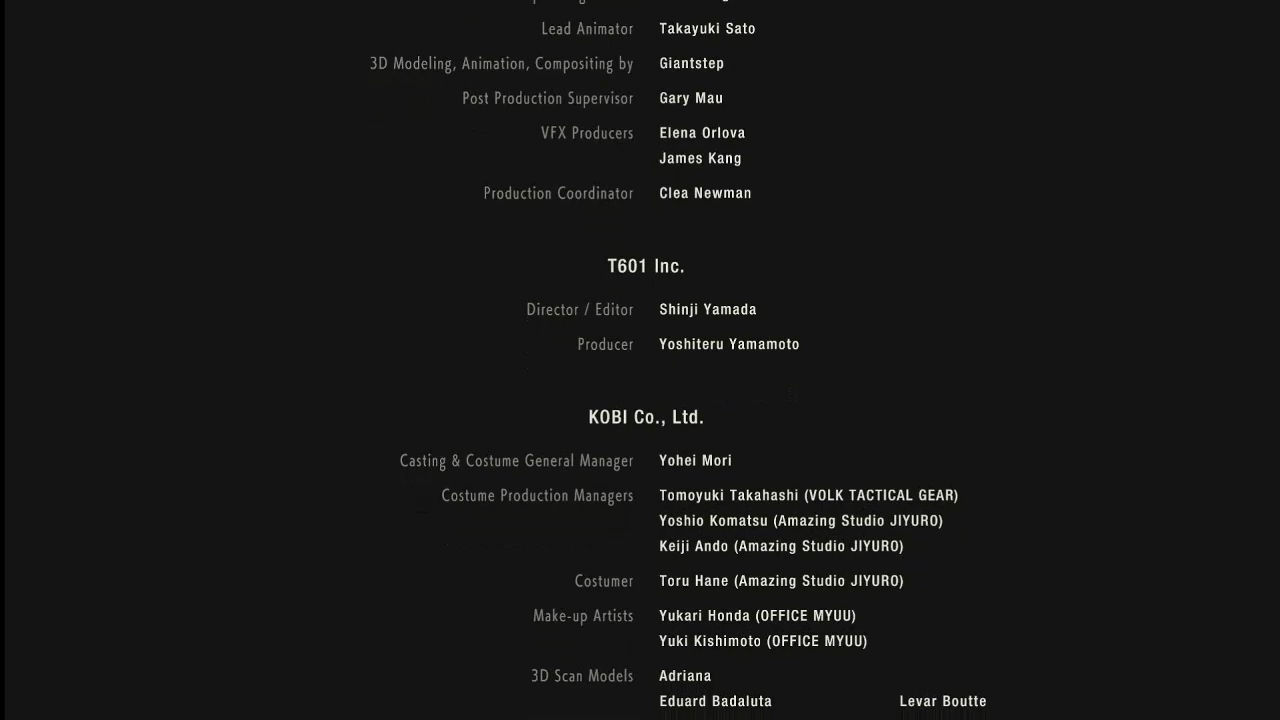 Lead Animator Takayuki Sato
3D Modeling, Animation, Compositing by Giantstep
Post Production Supervisor Gary Mau
VFX Producers Elena Orlova
James Kang
Production Coordinator Clea Newman
T601 Inc.
Director / Editor Shinji Yamada
Producer Yoshiteru Yamamoto
KOBI Co., Ltd.
Casting & Costume General Manager Yohei Mori
Costume Production Managers Tomoyuki Takahashi (VOLK TACTICAL GEAR)
Yoshio Komatsu (Amazing Studio JIYURO)
Keiji Ando (Amazing Studio JIYURO)
Costumer Toru Hane (Amazing Studio JIYURO)
Make-up Artists Yukari Honda (OFFICE MYUU)
Yuki Kishimoto (OFFICE MYUU)
3D Scan Models Adriana
Eduard Badaluta Levar Boutte